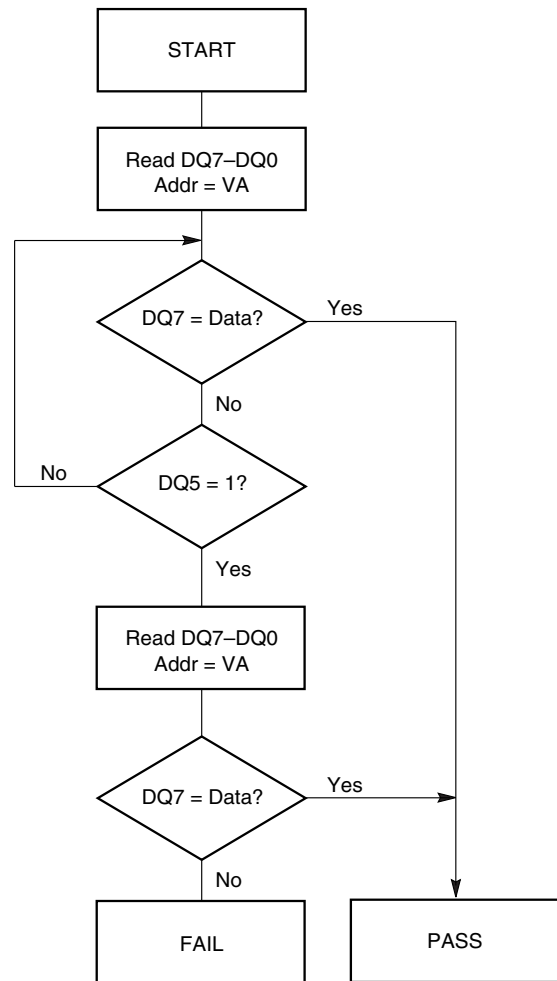 START
Read DQ7–DQ0
Addr = VA
DQ7 = Data?
Yes
No
No
DQ5 = 1?
Yes
Read DQ7–DQ0
Addr = VA
DQ7 = Data?
Yes
No
FAIL
PASS